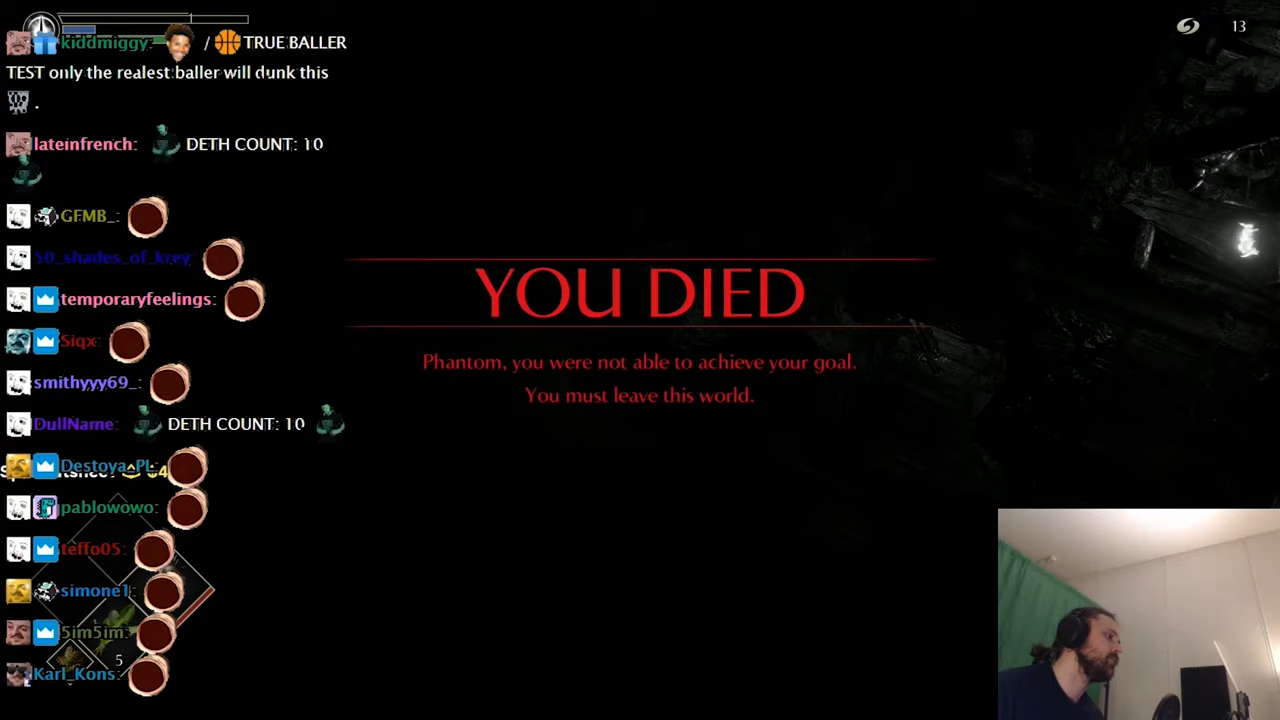 13
kiddmiggy: / TRUE BALLER
TEST only the realest baller will dunk this
.
lateinfrench: DETH COUNT: 10
GFMB_:
50_shades_of_krey:
temporaryfeelings:
Siqx:
smithyyy69_:
DullName: DETH COUNT: 10
Destoya_PL:
$4
pablowowo:
teffo05:
simone1:
5im5im:
5
Karl_Kons:
YOU DIED
Phantom, you were not able to achieve your goal.
You must leave this world.